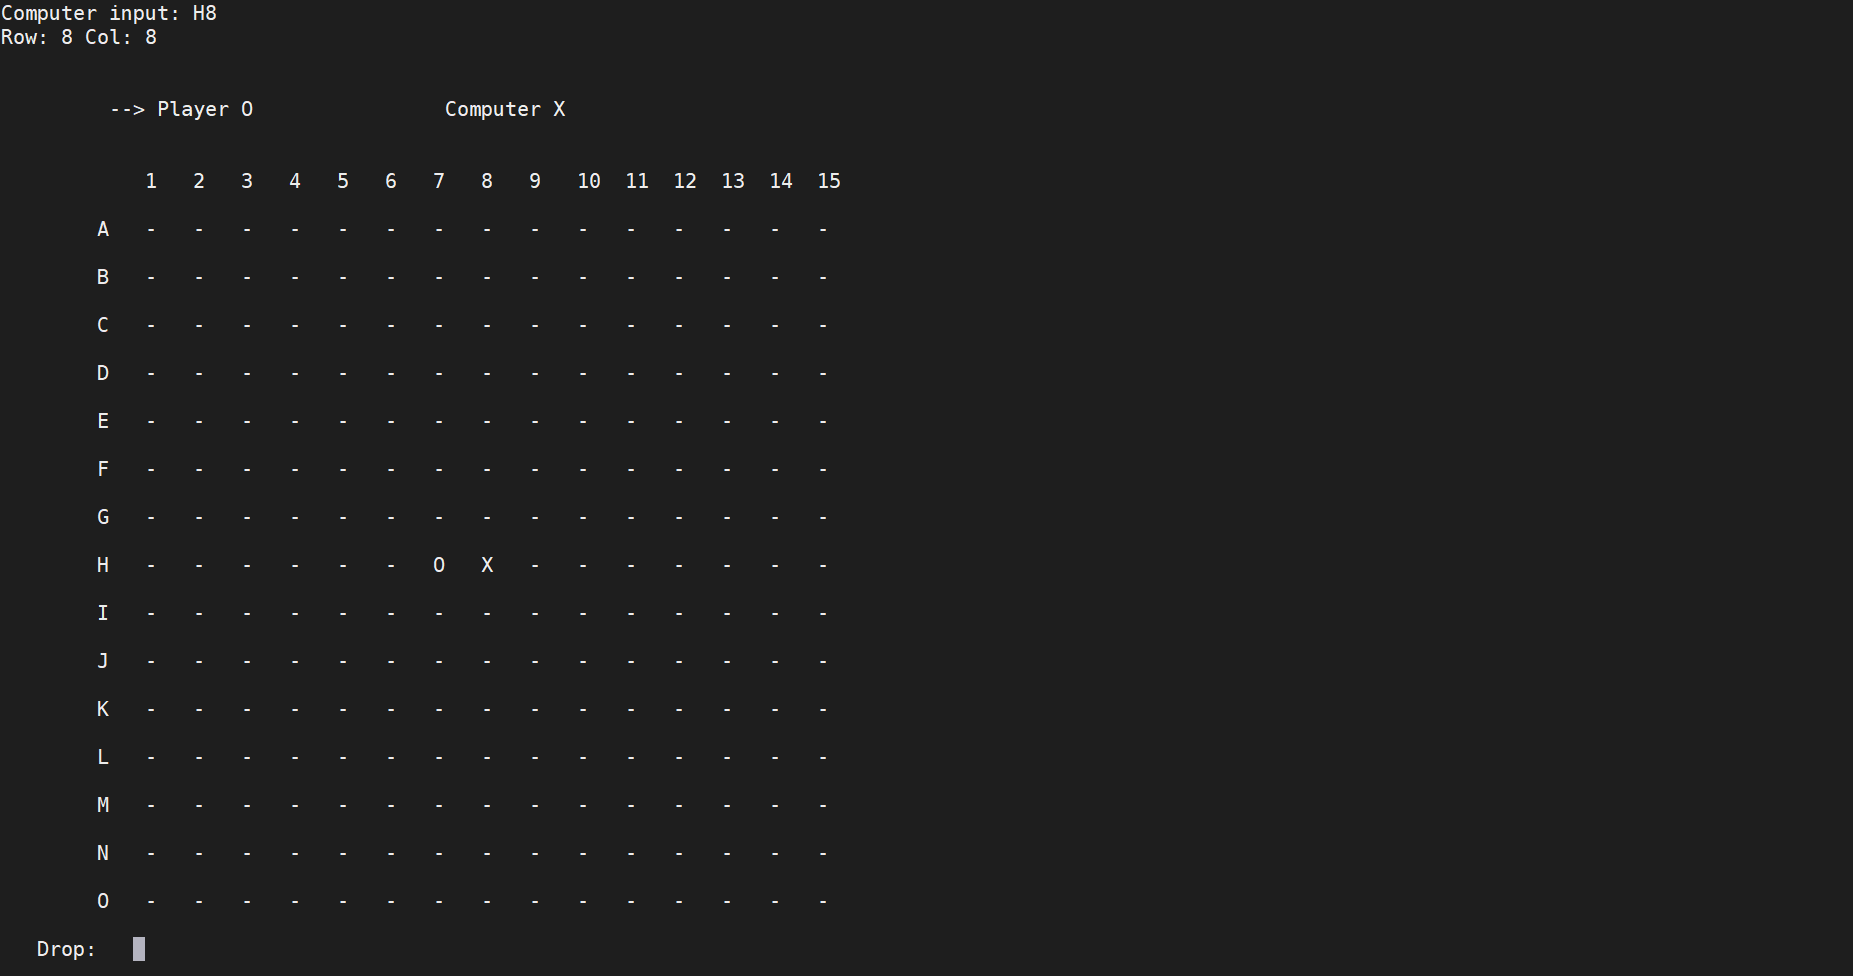 Computer input: H8
Row: 8 Col: 8
--> Player O                Computer X
    1   2   3   4   5   6   7   8   9   10  11  12  13  14  15
A   -   -   -   -   -   -   -   -   -   -   -   -   -   -   -
B   -   -   -   -   -   -   -   -   -   -   -   -   -   -   -
C   -   -   -   -   -   -   -   -   -   -   -   -   -   -   -
D   -   -   -   -   -   -   -   -   -   -   -   -   -   -   -
E   -   -   -   -   -   -   -   -   -   -   -   -   -   -   -
F   -   -   -   -   -   -   -   -   -   -   -   -   -   -   -
G   -   -   -   -   -   -   -   -   -   -   -   -   -   -   -
H   -   -   -   -   -   -   O   X   -   -   -   -   -   -   -
I   -   -   -   -   -   -   -   -   -   -   -   -   -   -   -
J   -   -   -   -   -   -   -   -   -   -   -   -   -   -   -
K   -   -   -   -   -   -   -   -   -   -   -   -   -   -   -
L   -   -   -   -   -   -   -   -   -   -   -   -   -   -   -
M   -   -   -   -   -   -   -   -   -   -   -   -   -   -   -
N   -   -   -   -   -   -   -   -   -   -   -   -   -   -   -
O   -   -   -   -   -   -   -   -   -   -   -   -   -   -   -
Drop: